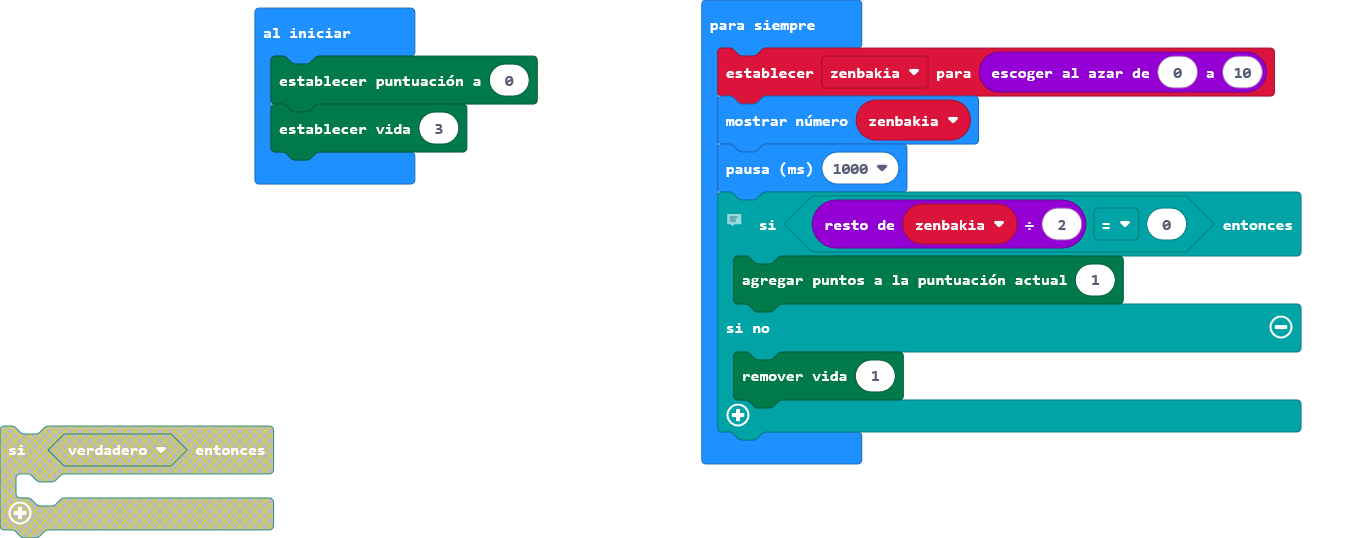 al iniciar
establecer puntuación a 0
establecer vida 3
para siempre
establecer zenbakia para escoger al azar de 0 a 10
mostrar número zenbakia
pausa (ms) 1000
si resto de zenbakia ÷ 2 = 0 entonces
agregar puntos a la puntuación actual 1
si no
remover vida 1
si verdadero entonces